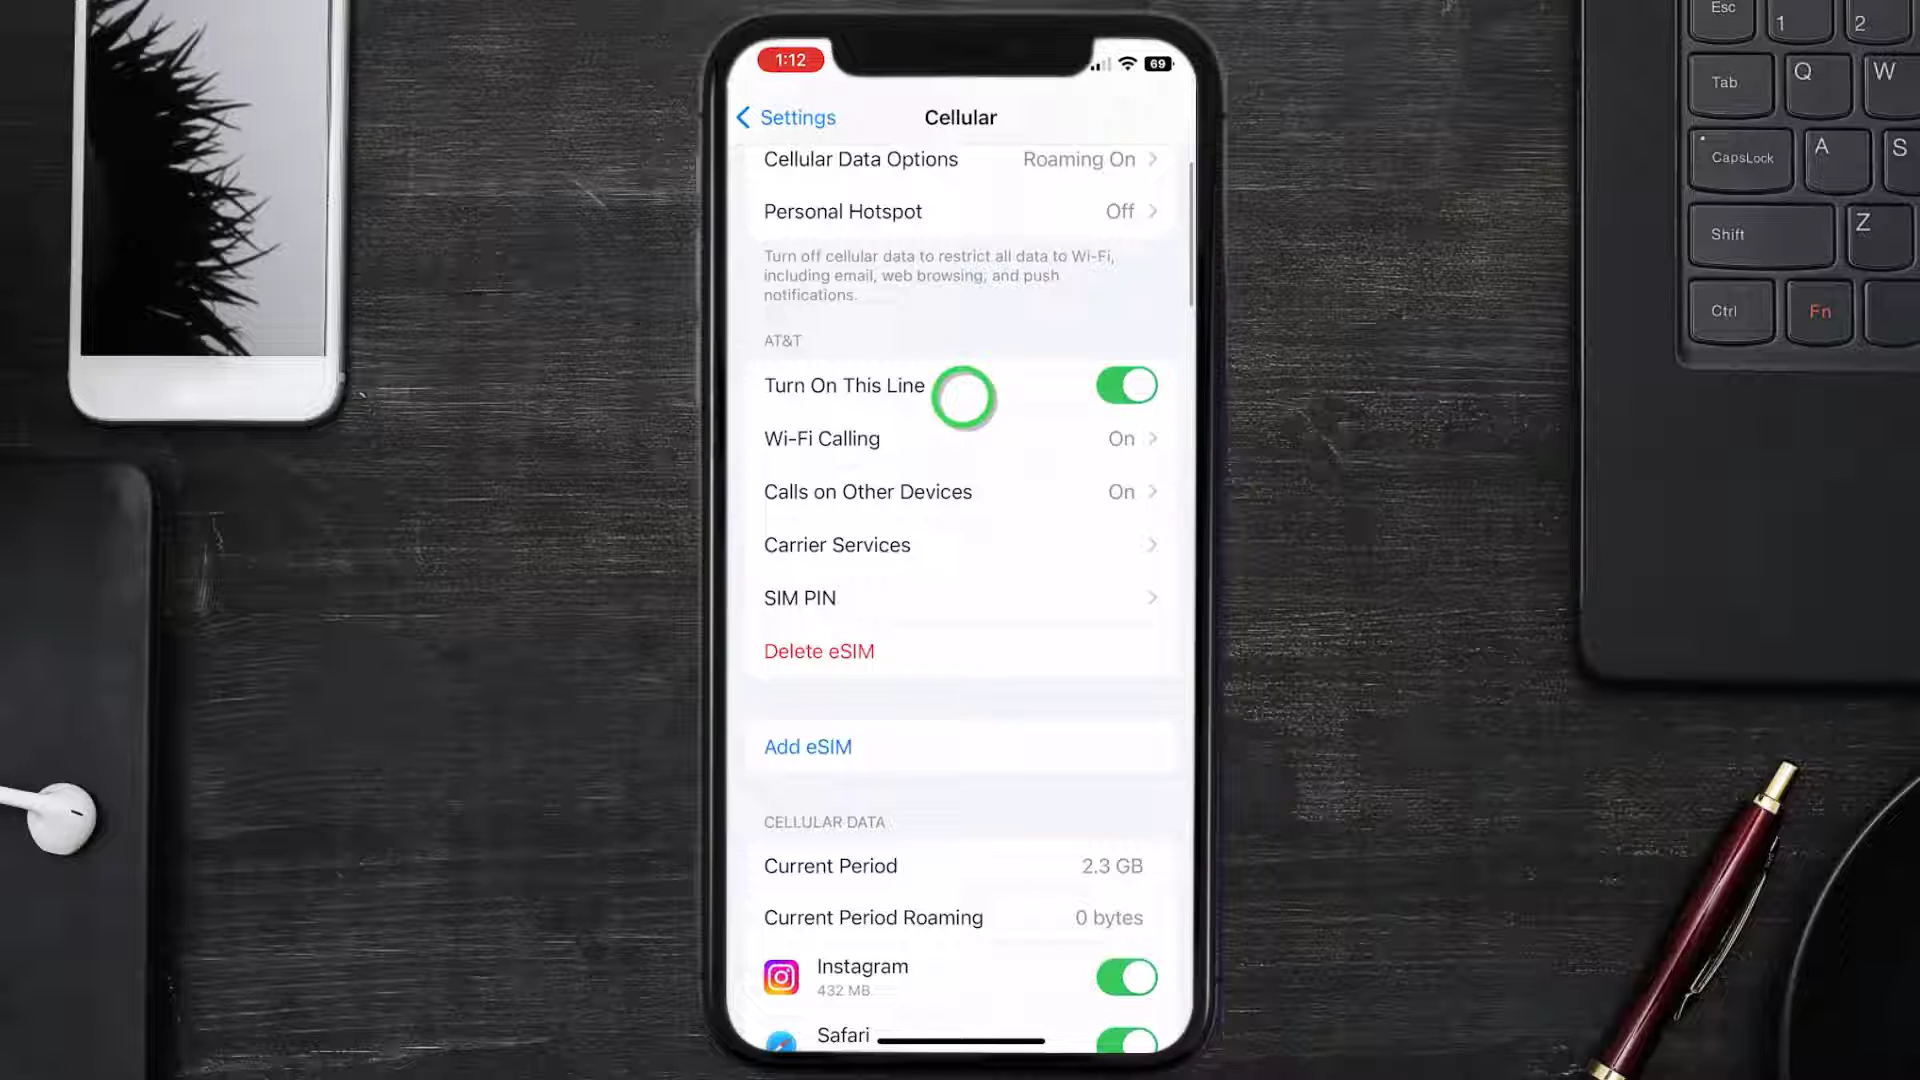 1:12
69
Settings
Cellular
Cellular Data Options
Roaming On
Personal Hotspot
Off
Turn off cellular data to restrict all data to Wi-Fi,
including email, web browsing, and push
notifications.
AT&T
Turn On This Line
Wi-Fi Calling
On
Calls on Other Devices
On
Carrier Services
SIM PIN
Delete eSIM
Add eSIM
CELLULAR DATA
Current Period
2.3 GB
Current Period Roaming
0 bytes
Instagram
432 MB
Safari
Esc
1
2
Tab
Q
W
CapsLock
A
S
Shift
Z
Ctrl
Fn